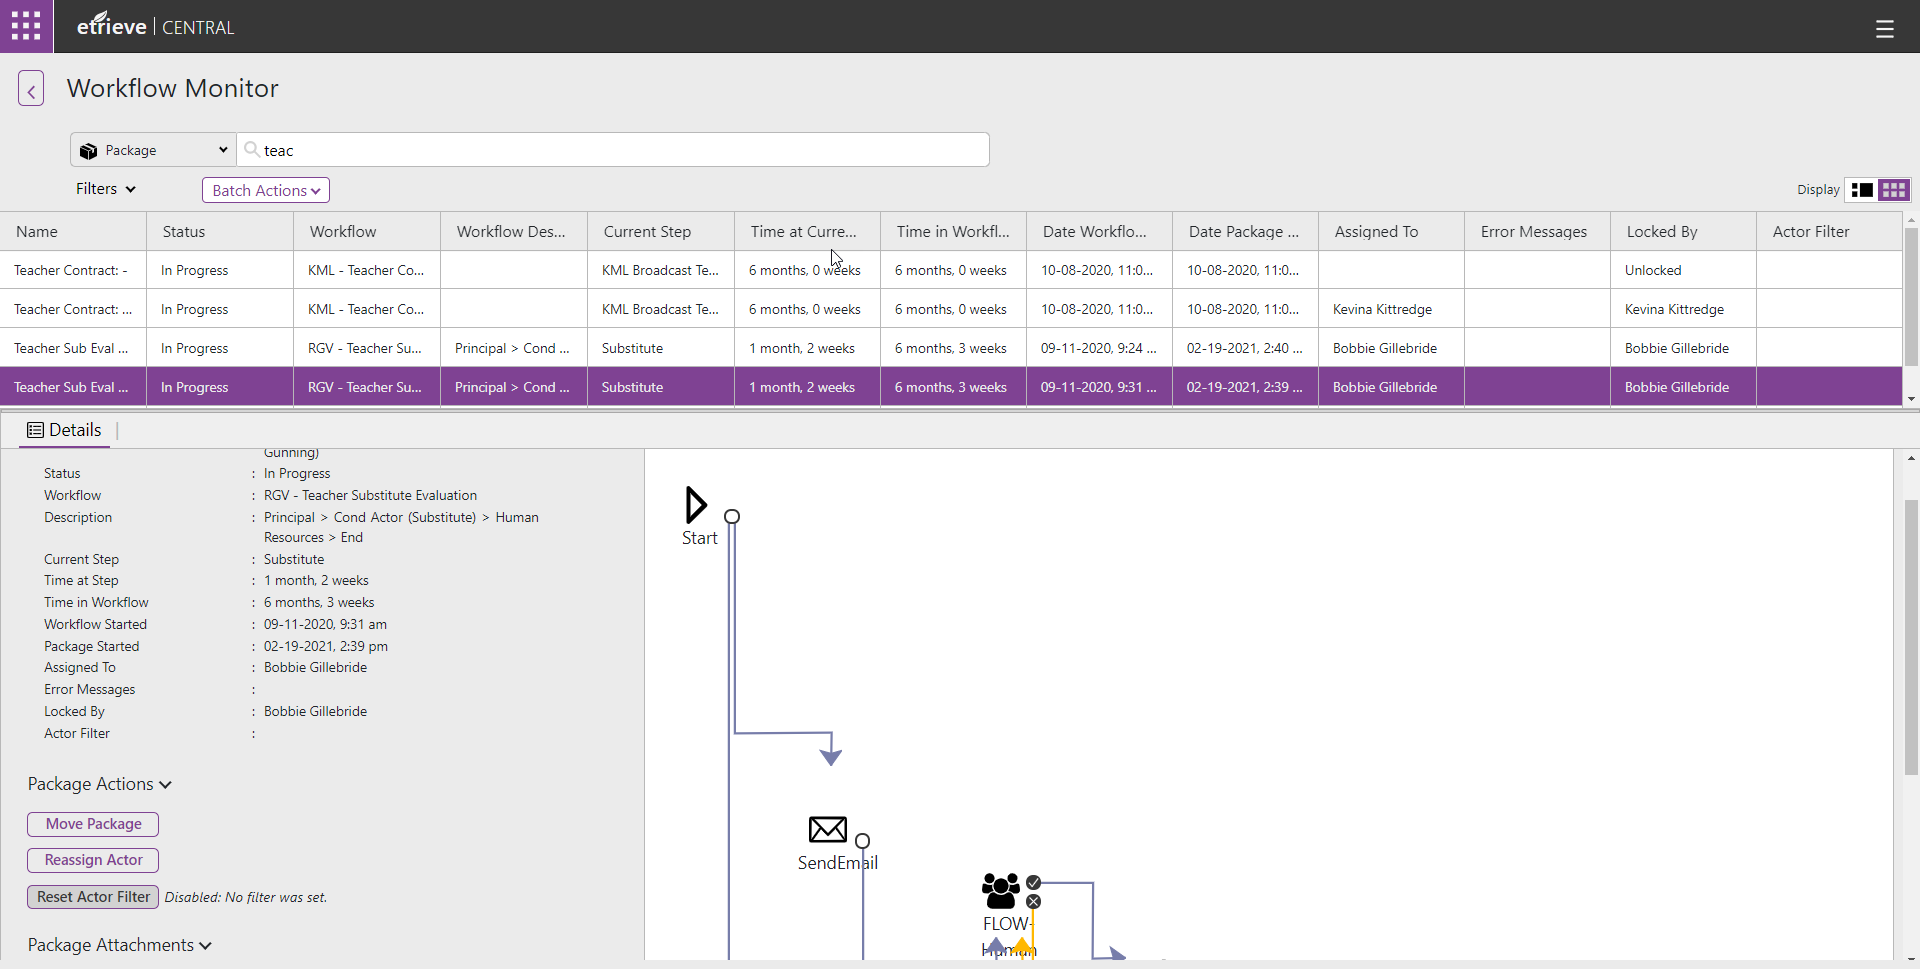 etrieve | CENTRAL
Workflow Monitor
Package teac
Filters Batch Actions Display
Name Status Workflow Workflow Des... Current Step Time at Curre... Time in Workfl... Date Workflo... Date Package ... Assigned To Error Messages Locked By Actor Filter
Teacher Contract: - In Progress KML - Teacher Co... KML Broadcast Te... 6 months, 0 weeks 6 months, 0 weeks 10-08-2020, 11:0... 10-08-2020, 11:0... Unlocked
Teacher Contract: ... In Progress KML - Teacher Co... KML Broadcast Te... 6 months, 0 weeks 6 months, 0 weeks 10-08-2020, 11:0... 10-08-2020, 11:0... Kevina Kittredge Kevina Kittredge
Teacher Sub Eval ... In Progress RGV - Teacher Su... Principal > Cond ... Substitute 1 month, 2 weeks 6 months, 3 weeks 09-11-2020, 9:24 ... 02-19-2021, 2:40 ... Bobbie Gillebride Bobbie Gillebride
Teacher Sub Eval ... In Progress RGV - Teacher Su... Principal > Cond ... Substitute 1 month, 2 weeks 6 months, 3 weeks 09-11-2020, 9:31 ... 02-19-2021, 2:39 ... Bobbie Gillebride Bobbie Gillebride
Details
Gunning)
Status : In Progress
Workflow : RGV - Teacher Substitute Evaluation
Description : Principal > Cond Actor (Substitute) > Human
Resources > End
Current Step : Substitute
Time at Step : 1 month, 2 weeks
Time in Workflow : 6 months, 3 weeks
Workflow Started : 09-11-2020, 9:31 am
Package Started : 02-19-2021, 2:39 pm
Assigned To : Bobbie Gillebride
Error Messages :
Locked By : Bobbie Gillebride
Actor Filter :
Package Actions
Move Package
Reassign Actor
Reset Actor Filter Disabled: No filter was set.
Package Attachments
Start
SendEmail
FLOW-
Human